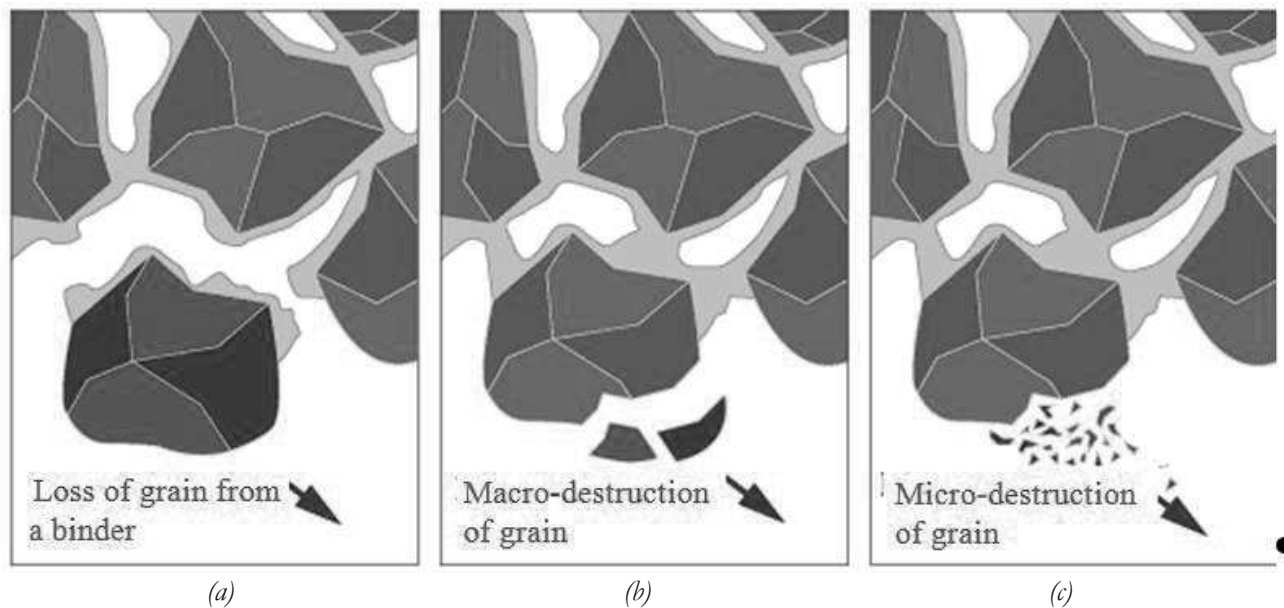 Loss of grain from
a binder
Macro-destruction
of grain
Micro-destruction
of grain
(a)
(b)
(c)